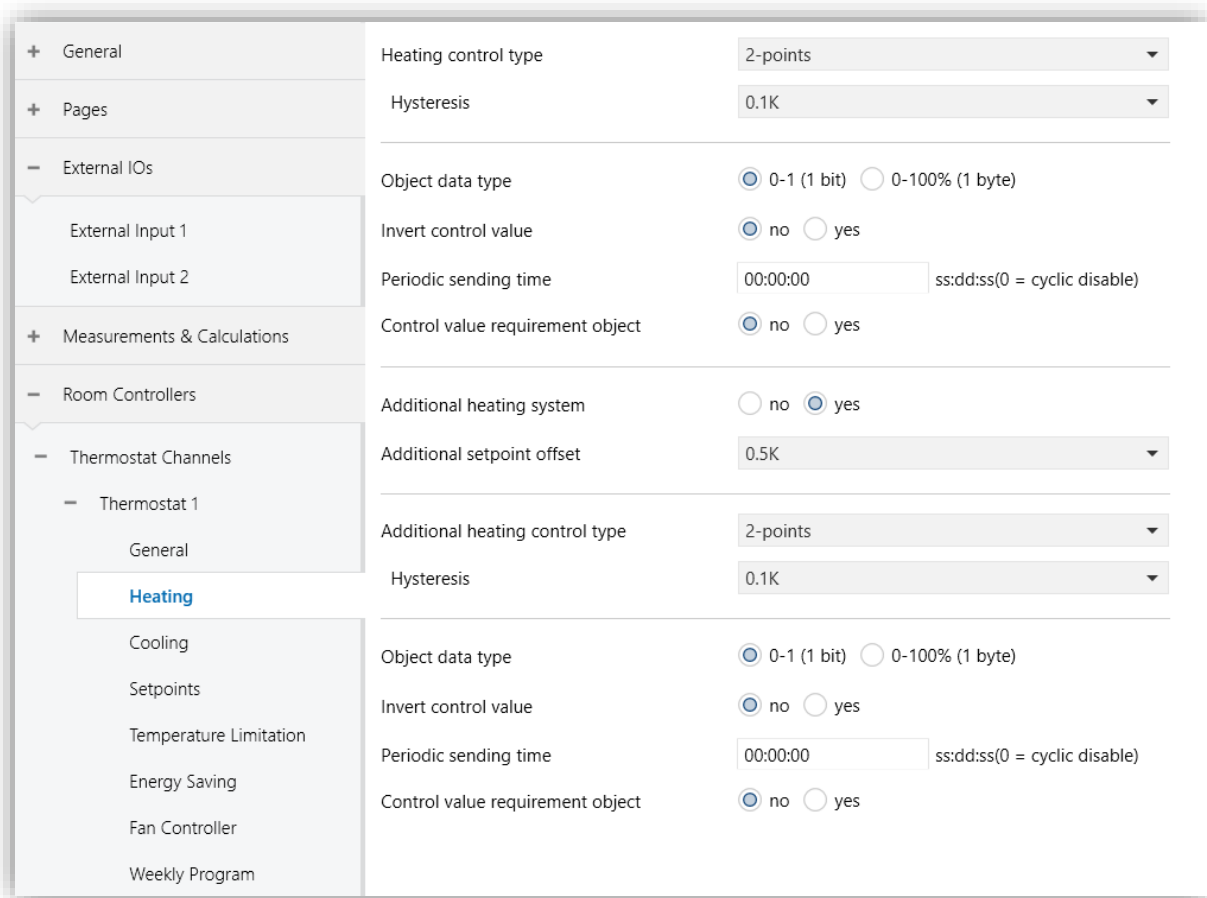 General
Pages
External IOs
External Input 1
External Input 2
Measurements & Calculations
Room Controllers
Thermostat Channels
Thermostat 1
General
Heating
Cooling
Setpoints
Temperature Limitation
Energy Saving
Fan Controller
Weekly Program
Heating control type 2-points
Hysteresis 0.1K
Object data type 0-1 (1 bit) 0-100% (1 byte)
Invert control value no yes
Periodic sending time 00:00:00 ss:dd:ss(0 = cyclic disable)
Control value requirement object no yes
Additional heating system no yes
Additional setpoint offset 0.5K
Additional heating control type 2-points
Hysteresis 0.1K
Object data type 0-1 (1 bit) 0-100% (1 byte)
Invert control value no yes
Periodic sending time 00:00:00 ss:dd:ss(0 = cyclic disable)
Control value requirement object no yes